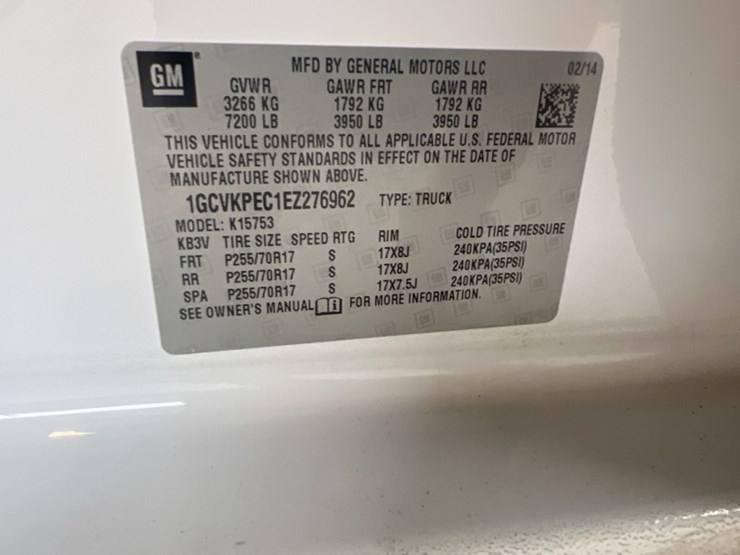 GM
MFD BY GENERAL MOTORS LLC 02/14
GVWR GAWR FRT GAWR RR
3266 KG 1792 KG 1792 KG
7200 LB 3950 LB 3950 LB
THIS VEHICLE CONFORMS TO ALL APPLICABLE U.S. FEDERAL MOTOR
VEHICLE SAFETY STANDARDS IN EFFECT ON THE DATE OF
MANUFACTURE SHOWN ABOVE.
1GCVKPEC1EZ276962 TYPE: TRUCK
MODEL: K15753
KB3V TIRE SIZE SPEED RTG RIM COLD TIRE PRESSURE
FRT P255/70R17 S 17X8J 240KPA(35PSI)
RR P255/70R17 S 17X8J 240KPA(35PSI)
SPA P255/70R17 S 17X7.5J 240KPA(35PSI)
SEE OWNER'S MANUAL i FOR MORE INFORMATION.